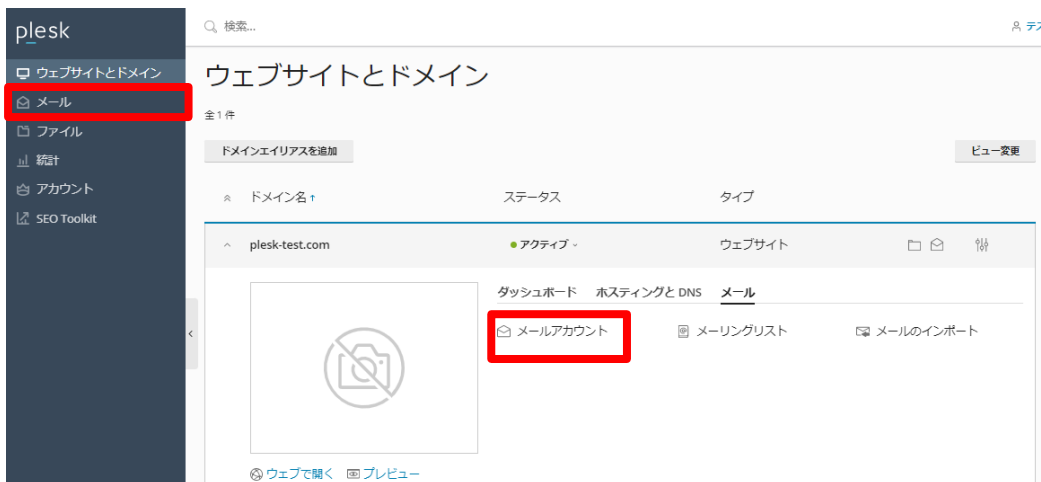 plesk
検索...
ウェブサイトとドメイン
メール
ファイル
統計
アカウント
SEO Toolkit
ウェブサイトとドメイン
全1件
ドメインエイリアスを追加
ビュー変更
ドメイン名↑ ステータス タイプ
plesk-test.com アクティブ ウェブサイト
ダッシュボード ホスティングと DNS メール
メールアカウント メーリングリスト メールのインポート
ウェブで開く プレビュー